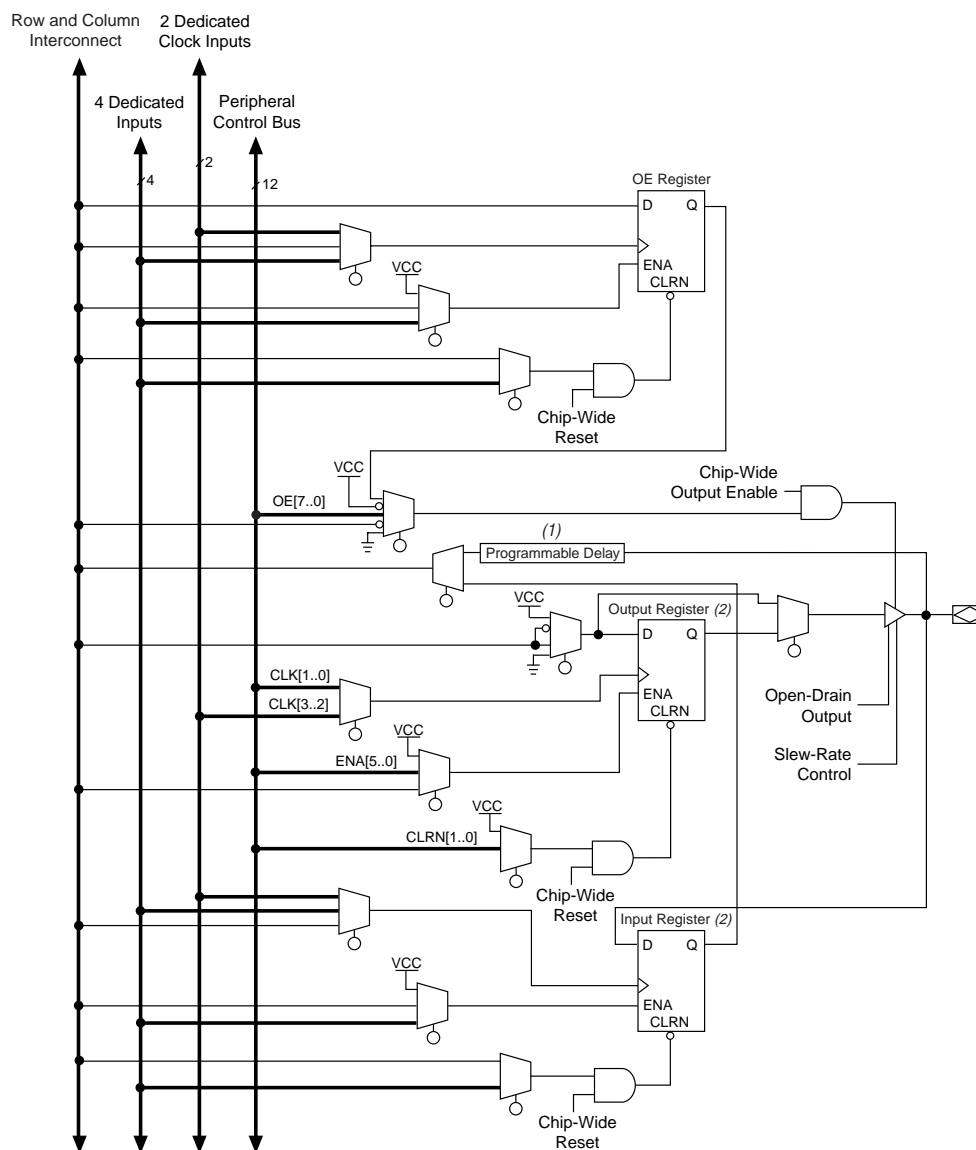 Row and Column
Interconnect
2 Dedicated
Clock Inputs
4 Dedicated
Inputs
Peripheral
Control Bus
2
4
12
OE Register
D Q
ENA
CLRN
VCC
Chip-Wide
Reset
VCC
OE[7..0]
Chip-Wide
Output Enable
(1)
Programmable Delay
VCC
Output Register (2)
D Q
ENA
CLRN
CLK[1..0]
CLK[3..2]
Open-Drain
Output
VCC
ENA[5..0]
Slew-Rate
Control
VCC
CLRN[1..0]
Chip-Wide
Reset
Input Register (2)
D Q
ENA
CLRN
VCC
Chip-Wide
Reset